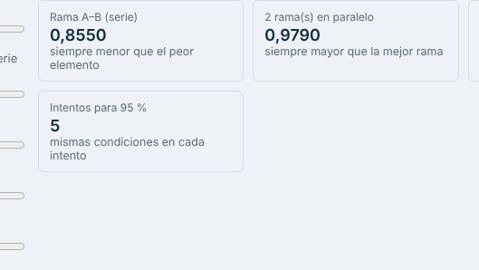 Rama A–B (serie)
0,8550
siempre menor que el peor
elemento
2 rama(s) en paralelo
0,9790
siempre mayor que la mejor rama
erie
Intentos para 95 %
5
mismas condiciones en cada
intento